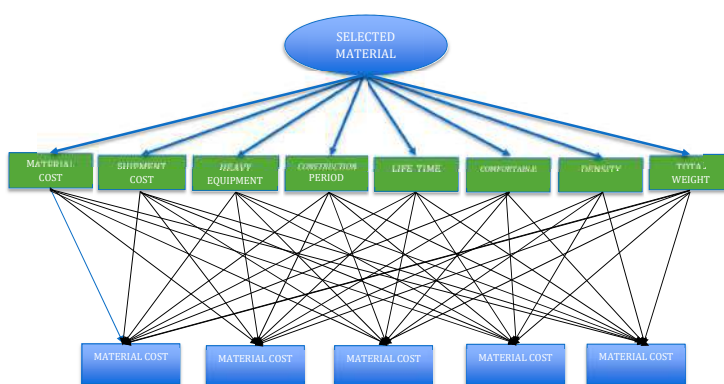 SELECTED
MATERIAL
MATERIAL
COST
SHIPMENT
COST
HEAVY
EQUIPMENT
CONSTRUCTION
PERIOD
LIFE TIME
COMFORTABLE
DENSITY
TOTAL
WEIGHT
MATERIAL COST
MATERIAL COST
MATERIAL COST
MATERIAL COST
MATERIAL COST